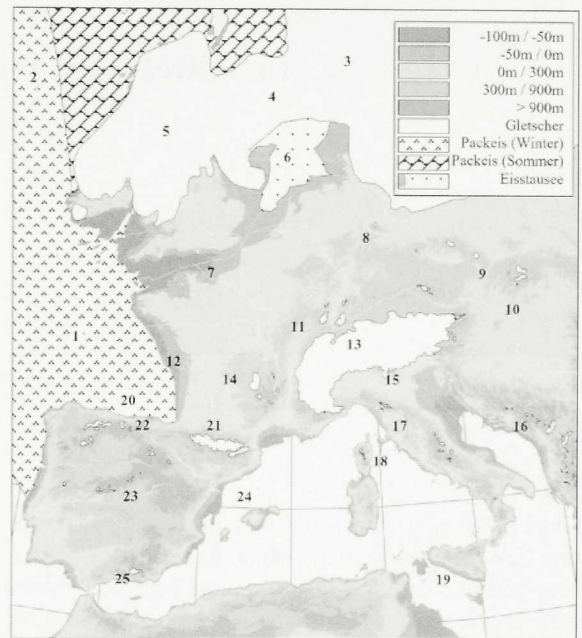 -100m / -50m
-50m / 0m
0m / 300m
300m / 900m
> 900m
Gletscher
Packeis (Winter)
Packeis (Sommer)
Eisstausee
2
3
4
5
6
8
7
9
10
11
1
13
12
14
15
20
16
22
21
17
18
23
24
25
19